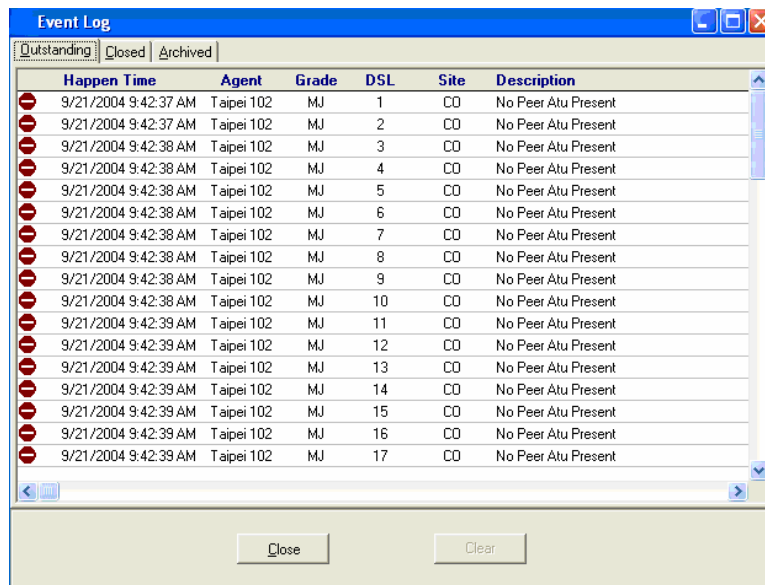 Event Log
Outstanding Closed Archived
Happen Time Agent Grade DSL Site Description
9/21/2004 9:42:37 AM Taipei 102 MJ 1 CO No Peer Atu Present
9/21/2004 9:42:37 AM Taipei 102 MJ 2 CO No Peer Atu Present
9/21/2004 9:42:38 AM Taipei 102 MJ 3 CO No Peer Atu Present
9/21/2004 9:42:38 AM Taipei 102 MJ 4 CO No Peer Atu Present
9/21/2004 9:42:38 AM Taipei 102 MJ 5 CO No Peer Atu Present
9/21/2004 9:42:38 AM Taipei 102 MJ 6 CO No Peer Atu Present
9/21/2004 9:42:38 AM Taipei 102 MJ 7 CO No Peer Atu Present
9/21/2004 9:42:38 AM Taipei 102 MJ 8 CO No Peer Atu Present
9/21/2004 9:42:38 AM Taipei 102 MJ 9 CO No Peer Atu Present
9/21/2004 9:42:38 AM Taipei 102 MJ 10 CO No Peer Atu Present
9/21/2004 9:42:39 AM Taipei 102 MJ 11 CO No Peer Atu Present
9/21/2004 9:42:39 AM Taipei 102 MJ 12 CO No Peer Atu Present
9/21/2004 9:42:39 AM Taipei 102 MJ 13 CO No Peer Atu Present
9/21/2004 9:42:39 AM Taipei 102 MJ 14 CO No Peer Atu Present
9/21/2004 9:42:39 AM Taipei 102 MJ 15 CO No Peer Atu Present
9/21/2004 9:42:39 AM Taipei 102 MJ 16 CO No Peer Atu Present
9/21/2004 9:42:39 AM Taipei 102 MJ 17 CO No Peer Atu Present
Close Clear